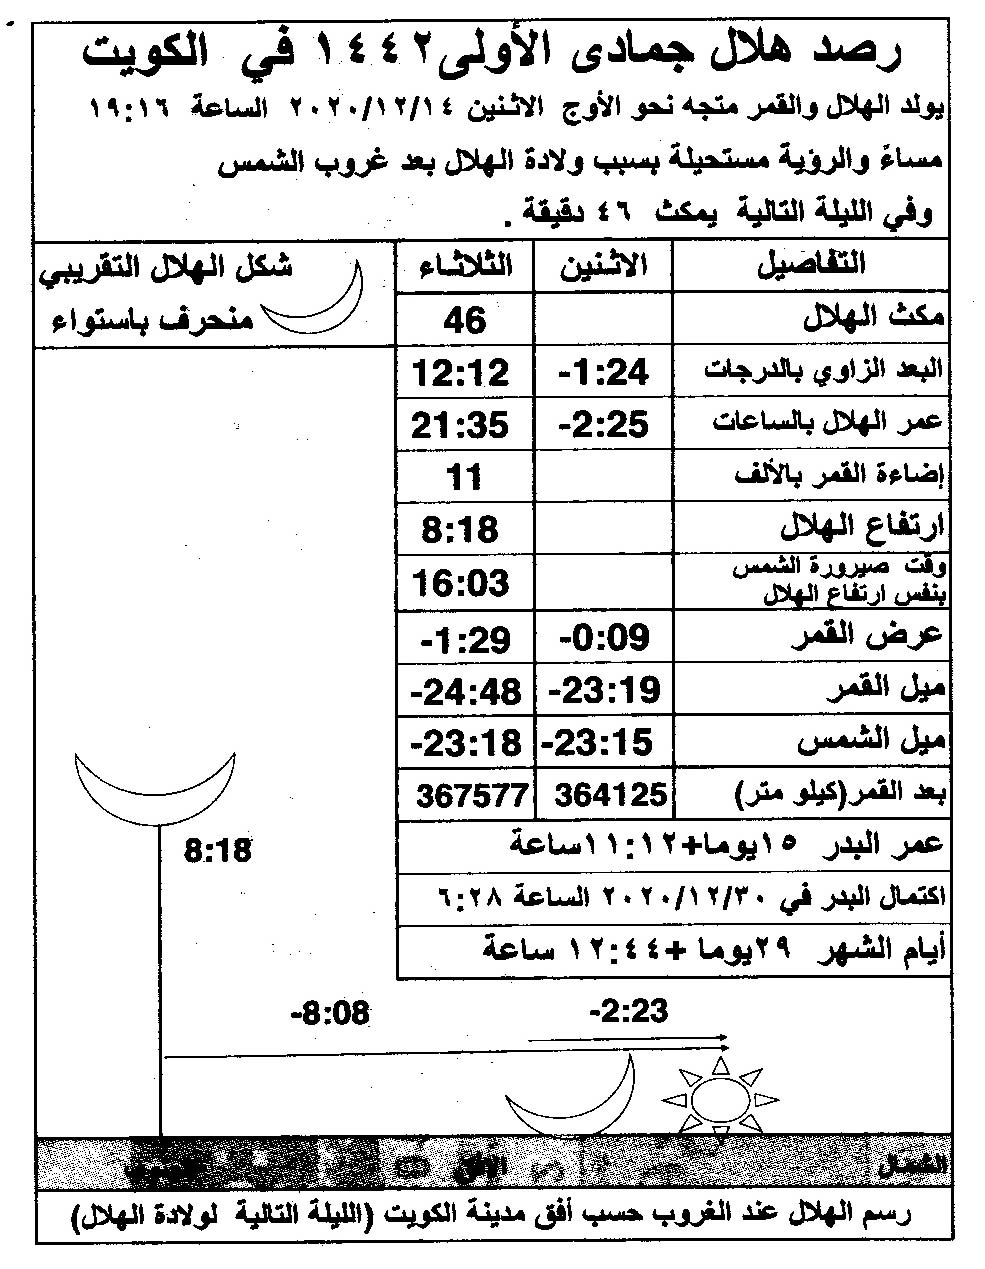 رصد هلال جمادى الأولى ١٤٤٢ في الكويت
يولد الهلال والقمر متجه نحو الأوج الاثنين ٢٠٢٠/١٢/١٤ الساعة ١٩:١٦
مساءً والرؤية مستحيلة بسبب ولادة الهلال بعد غروب الشمس
وفي الليلة التالية يمكث ٤٦ دقيقة .
التفاصيل الاثنين الثلاثاء
مكث الهلال 46
البعد الزاوي بالدرجات -1:24 12:12
عمر الهلال بالساعات -2:25 21:35
إضاءة القمر بالألف 11
ارتفاع الهلال 8:18
وقت صيرورة الشمس
بنفس ارتفاع الهلال 16:03
عرض القمر -0:09 -1:29
ميل القمر -23:19 -24:48
ميل الشمس -23:15 -23:18
بعد القمر(كيلو متر) 364125 367577
عمر البدر ١٥يوما+١١:١٢ساعة
اكتمال البدر في ٢٠٢٠/١٢/٣٠ الساعة ٦:٢٨
أيام الشهر ٢٩يوما +١٢:٤٤ ساعة
شكل الهلال التقريبي
منحرف باستواء
8:18
-2:23
-8:08
الشمال الأفق
رسم الهلال عند الغروب حسب أفق مدينة الكويت (الليلة التالية لولادة الهلال)